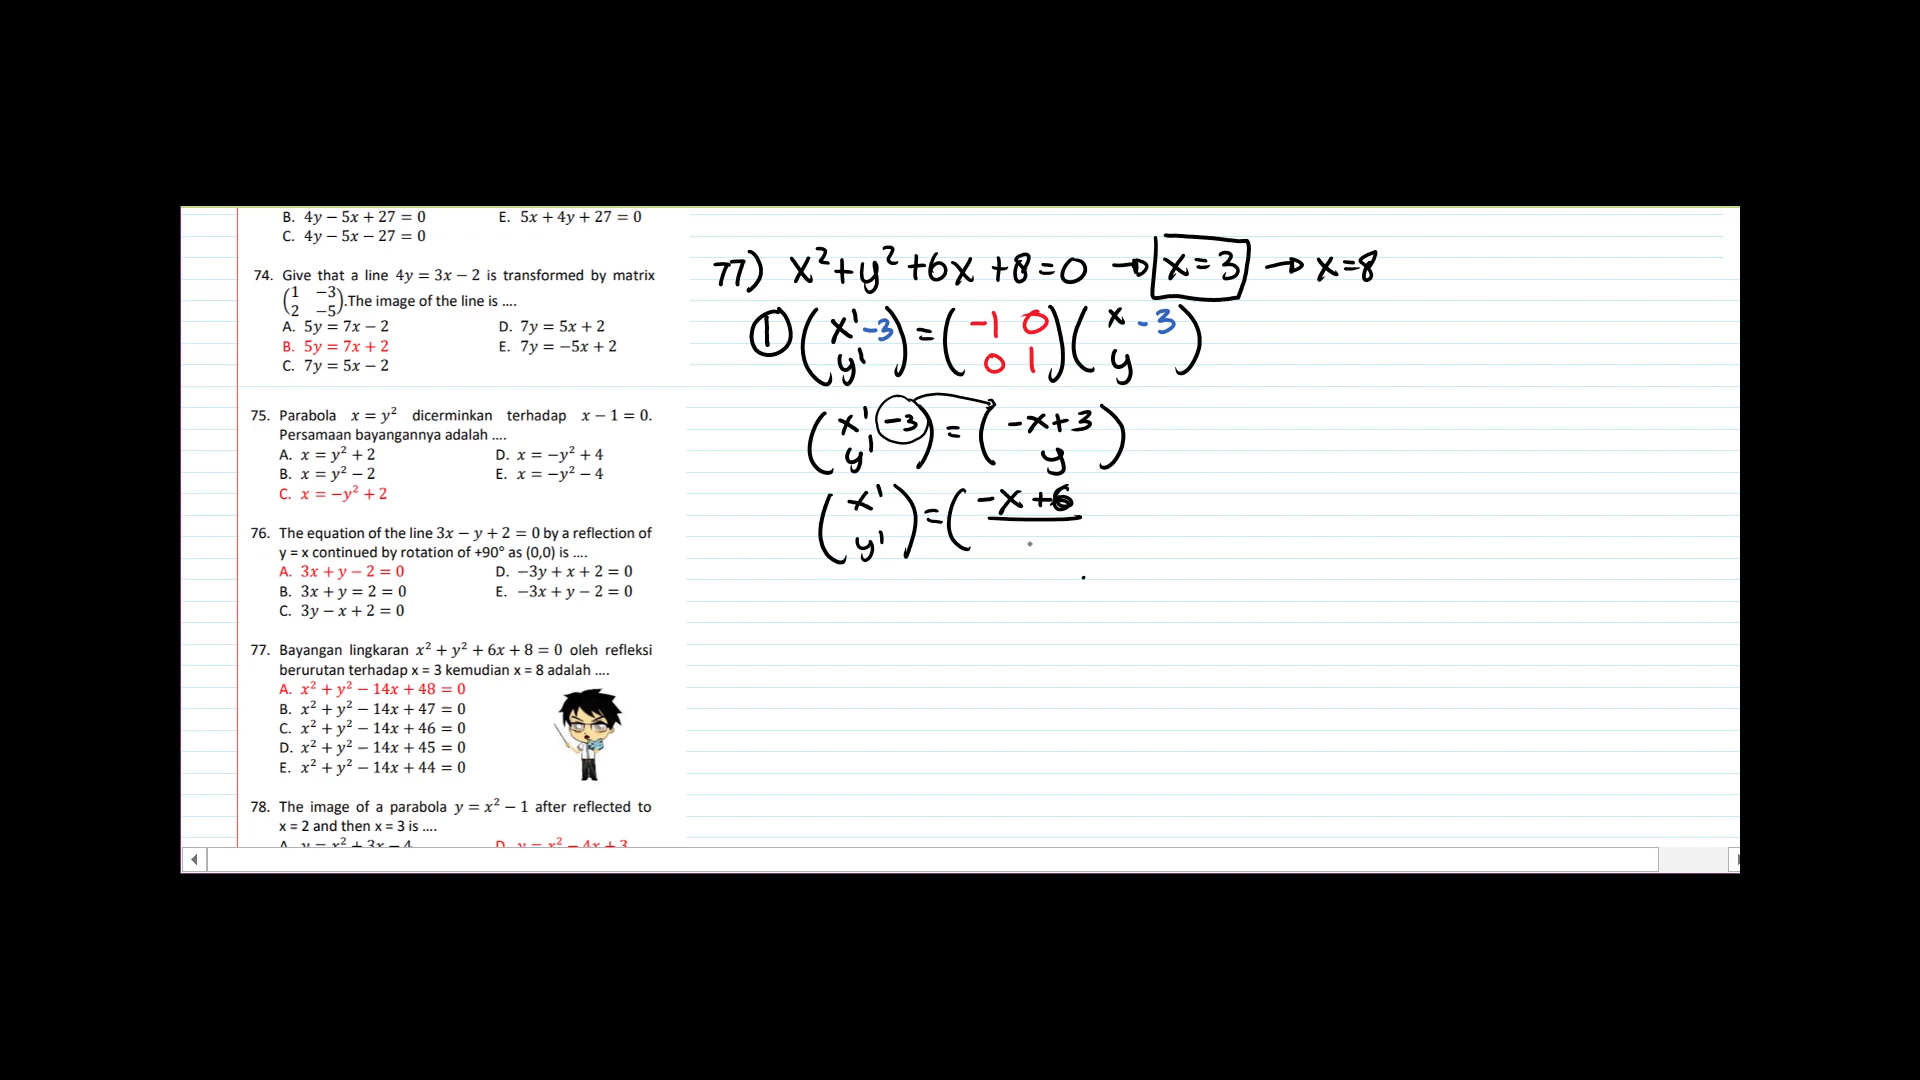 B. 4y − 5x + 27 = 0 E. 5x + 4y + 27 = 0
C. 4y − 5x − 27 = 0
74. Give that a line 4y = 3x − 2 is transformed by matrix
(1 −3
2 −5).The image of the line is ....
A. 5y = 7x − 2 D. 7y = 5x + 2
B. 5y = 7x + 2 E. 7y = −5x + 2
C. 7y = 5x − 2
75. Parabola x = y² dicerminkan terhadap x − 1 = 0.
Persamaan bayangannya adalah ....
A. x = y² + 2 D. x = −y² + 4
B. x = y² − 2 E. x = −y² − 4
C. x = −y² + 2
76. The equation of the line 3x − y + 2 = 0 by a reflection of
y = x continued by rotation of +90° as (0,0) is ....
A. 3x + y − 2 = 0 D. −3y + x + 2 = 0
B. 3x + y = 2 = 0 E. −3x + y − 2 = 0
C. 3y − x + 2 = 0
77. Bayangan lingkaran x² + y² + 6x + 8 = 0 oleh refleksi
berurutan terhadap x = 3 kemudian x = 8 adalah ....
A. x² + y² − 14x + 48 = 0
B. x² + y² − 14x + 47 = 0
C. x² + y² − 14x + 46 = 0
D. x² + y² − 14x + 45 = 0
E. x² + y² − 14x + 44 = 0
78. The image of a parabola y = x² − 1 after reflected to
x = 2 and then x = 3 is ....
A. y = x² + 3x − 4 D. y = x² − 4x + 3
77) x² + y² + 6x + 8 = 0 → x = 3 → x = 8
① (x' −3) = (−1 0) (x −3)
(y') (0 1) (y)
(x' −3) = (−x + 3)
(y') (y)
(x') = (−x + 6
(y')